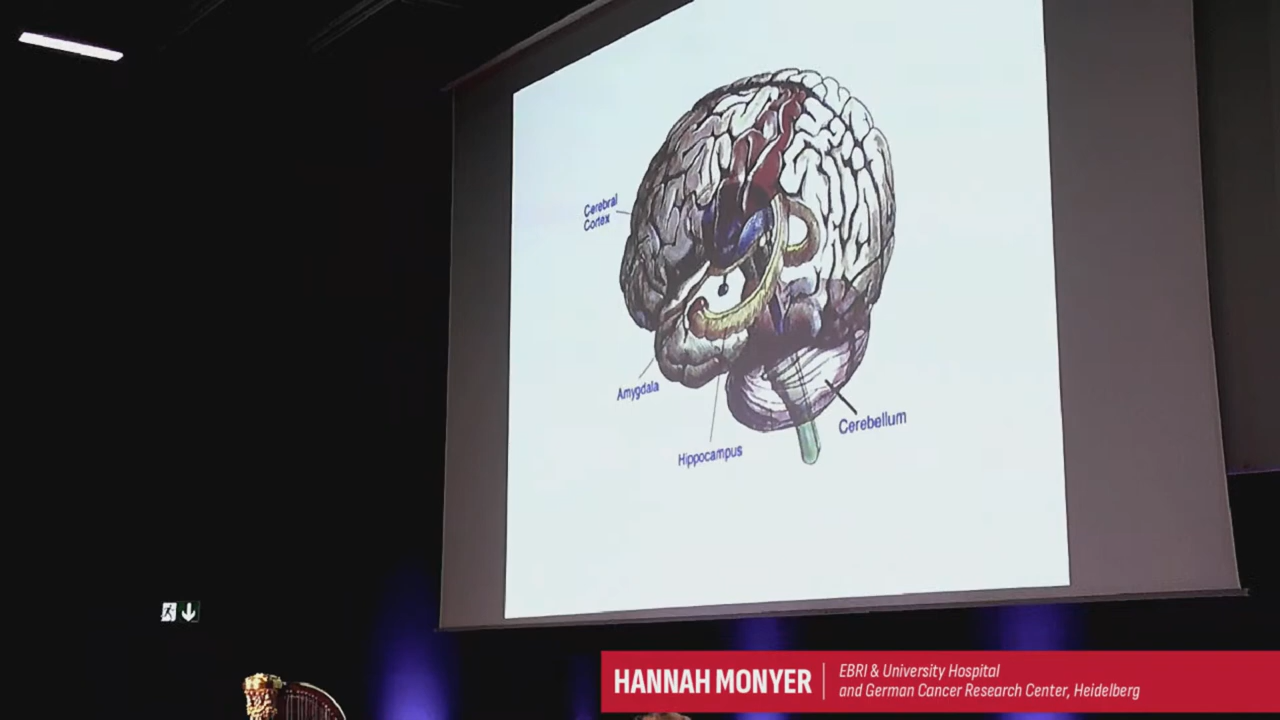 Cerebral
Cortex
Amygdala
Hippocampus
Cerebellum
HANNAH MONYER
EBRI & University Hospital
and German Cancer Research Center, Heidelberg